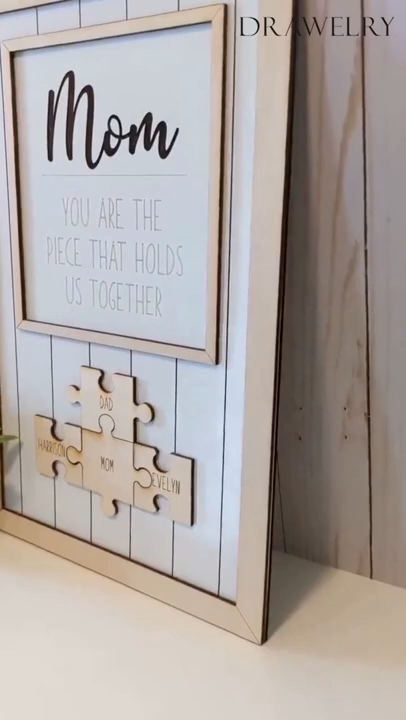 DRAWELRY
Mom
YOU ARE THE
PIECE THAT HOLDS
US TOGETHER
DAD
HARRISON
MOM
EVELYN